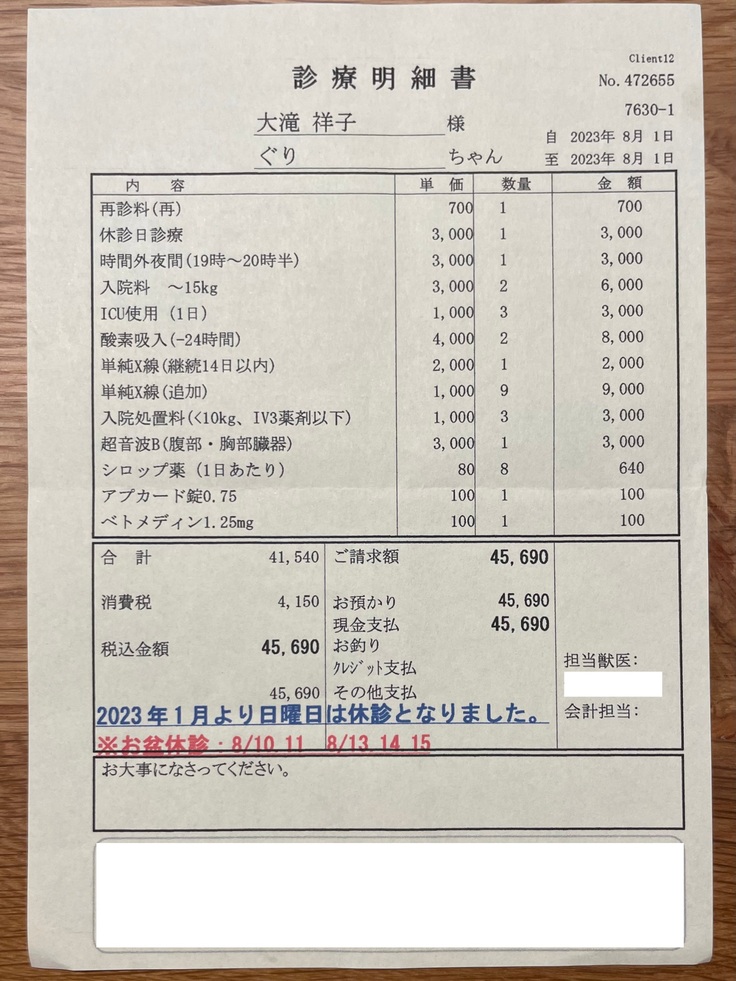 Client12
診療明細書
No.472655
7630-1
大滝 祥子 様
自 2023年 8月 1日
ぐり ちゃん
至 2023年 8月 1日
内 容 単 価 数量 金 額
再診料(再) 700 1 700
休診日診療 3,000 1 3,000
時間外夜間(19時～20時半) 3,000 1 3,000
入院料 ～15kg 3,000 2 6,000
ICU使用 (1日) 1,000 3 3,000
酸素吸入(-24時間) 4,000 2 8,000
単純X線(継続14日以内) 2,000 1 2,000
単純X線(追加) 1,000 9 9,000
入院処置料(<10kg、IV3薬剤以下) 1,000 3 3,000
超音波B(腹部・胸部臓器) 3,000 1 3,000
シロップ薬 (1日あたり) 80 8 640
アプカード錠0.75 100 1 100
ベトメディン1.25mg 100 1 100
合 計 41,540 ご請求額 45,690
消費税 4,150 お預かり 45,690
現金支払 45,690
税込金額 45,690 お釣り
ｸﾚｼﾞｯﾄ支払
担当獣医:
45,690 その他支払
会計担当:
2023年1月より日曜日は休診となりました。
※お盆休診：8/10.11 8/13.14.15
お大事になさってください。